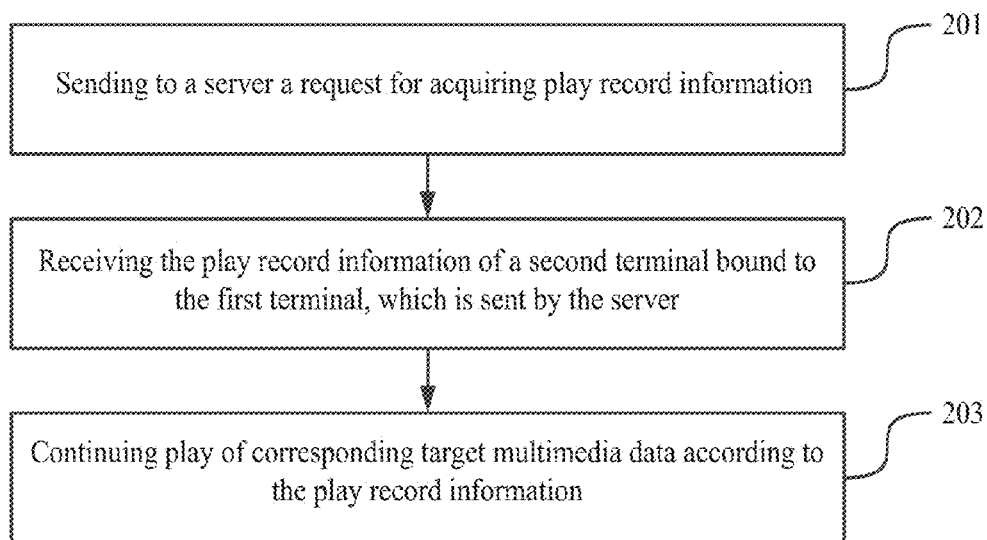 201
Sending to a server a request for acquiring play record information
202
Receiving the play record information of a second terminal bound to
the first terminal, which is sent by the server
203
Continuing play of corresponding target multimedia data according to
the play record information